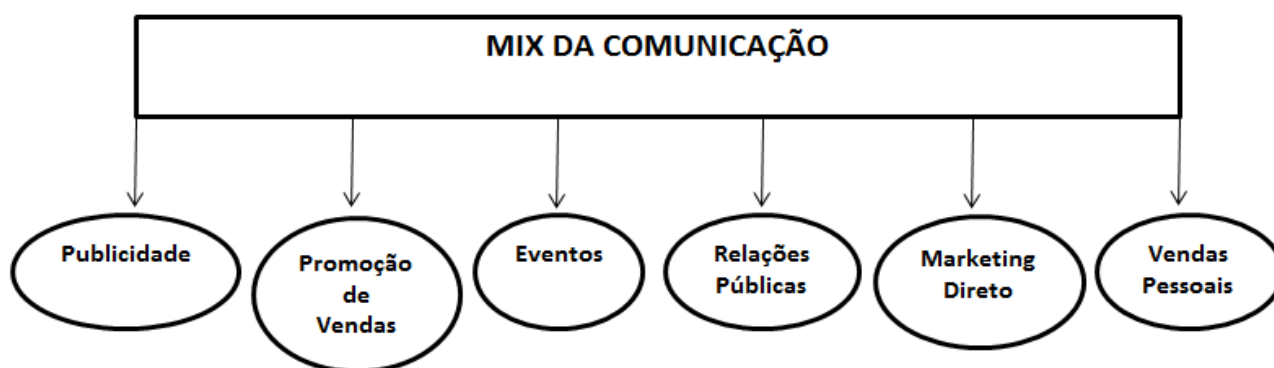 MIX DA COMUNICAÇÃO
Publicidade
Promoção
de
Vendas
Eventos
Relações
Públicas
Marketing
Direto
Vendas
Pessoais